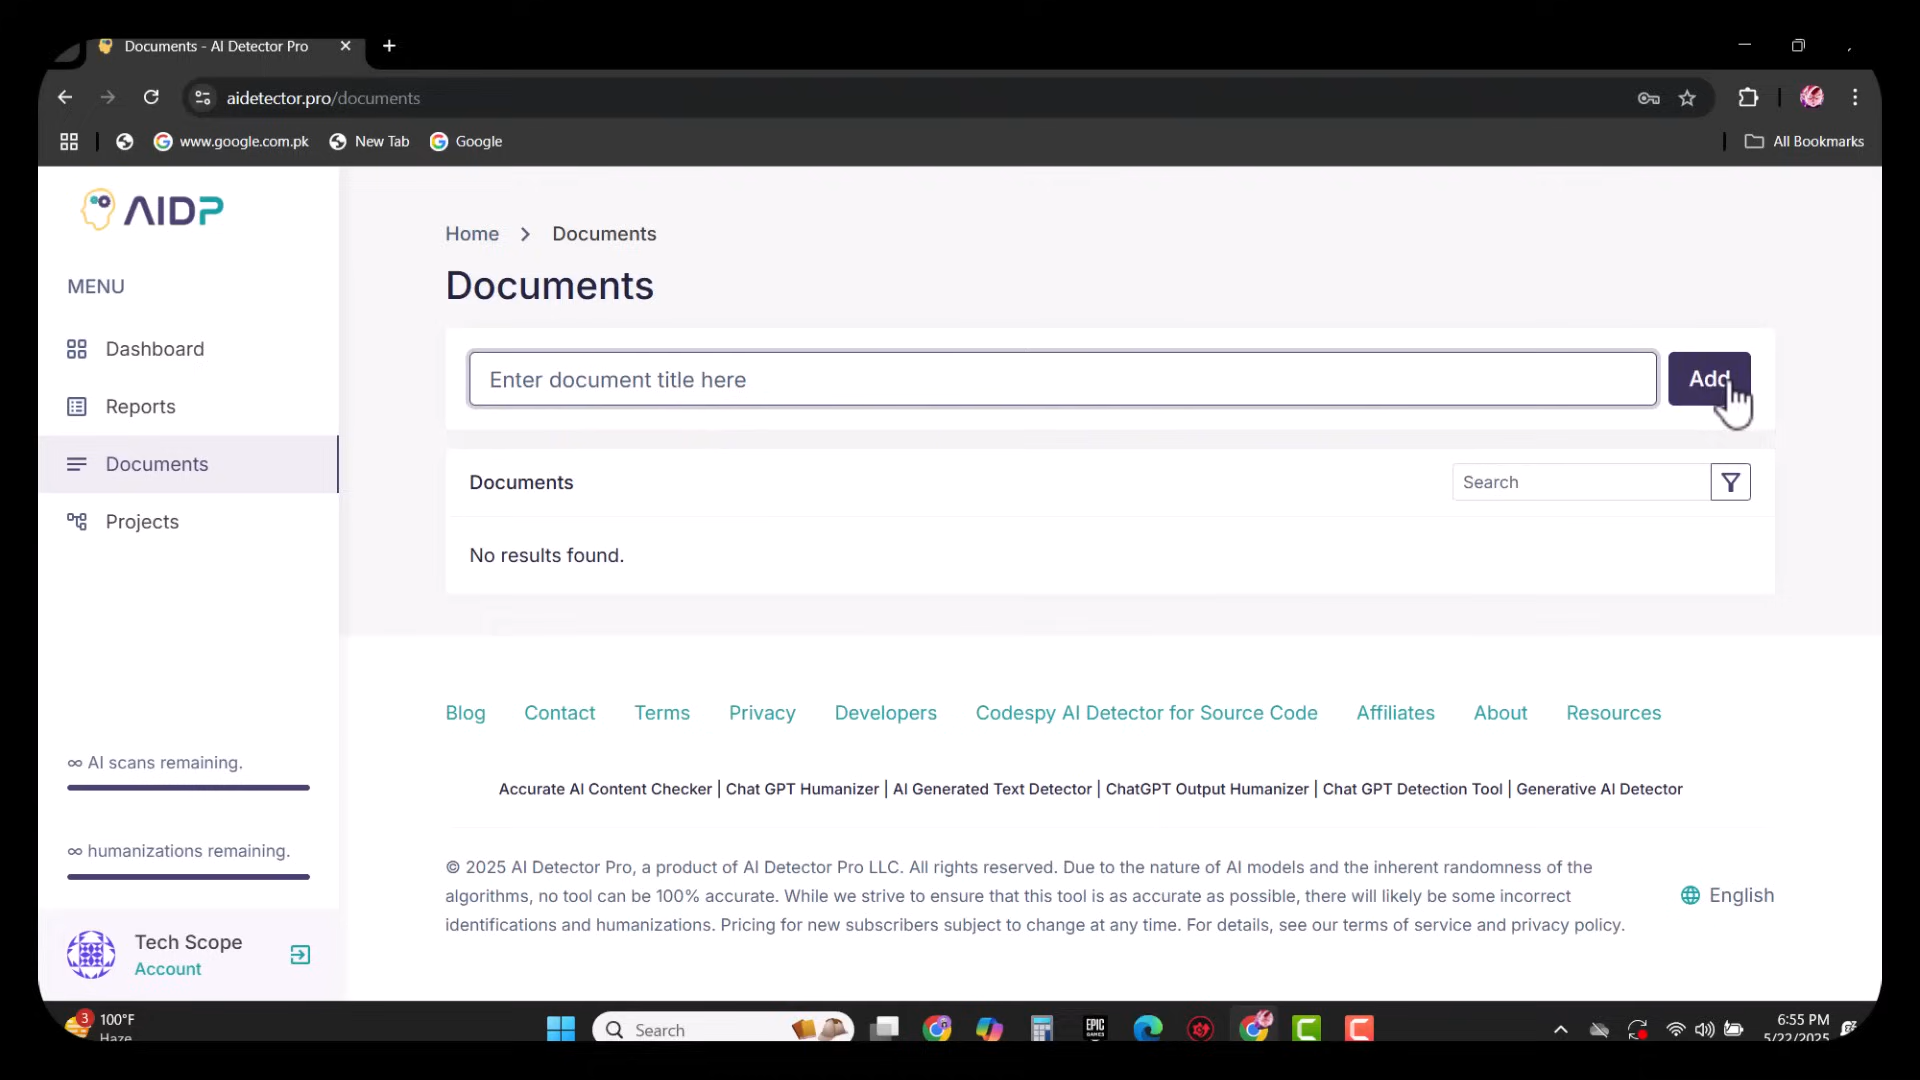 Documents - AI Detector Pro
aidetector.pro/documents
www.google.com.pk
New Tab
Google
All Bookmarks
AIDP
MENU
Dashboard
Reports
Documents
Projects
∞ AI scans remaining.
∞ humanizations remaining.
Tech Scope
Account
Home > Documents
Documents
Enter document title here
Add
Documents
Search
No results found.
Blog Contact Terms Privacy Developers Codespy AI Detector for Source Code Affiliates About Resources
Accurate AI Content Checker | Chat GPT Humanizer | AI Generated Text Detector | ChatGPT Output Humanizer | Chat GPT Detection Tool | Generative AI Detector
© 2025 AI Detector Pro, a product of AI Detector Pro LLC. All rights reserved. Due to the nature of AI models and the inherent randomness of the
algorithms, no tool can be 100% accurate. While we strive to ensure that this tool is as accurate as possible, there will likely be some incorrect
identifications and humanizations. Pricing for new subscribers subject to change at any time. For details, see our terms of service and privacy policy.
English
3
100°F
Haze
Search
EPIC
GAMES
6:55 PM
5/22/2025